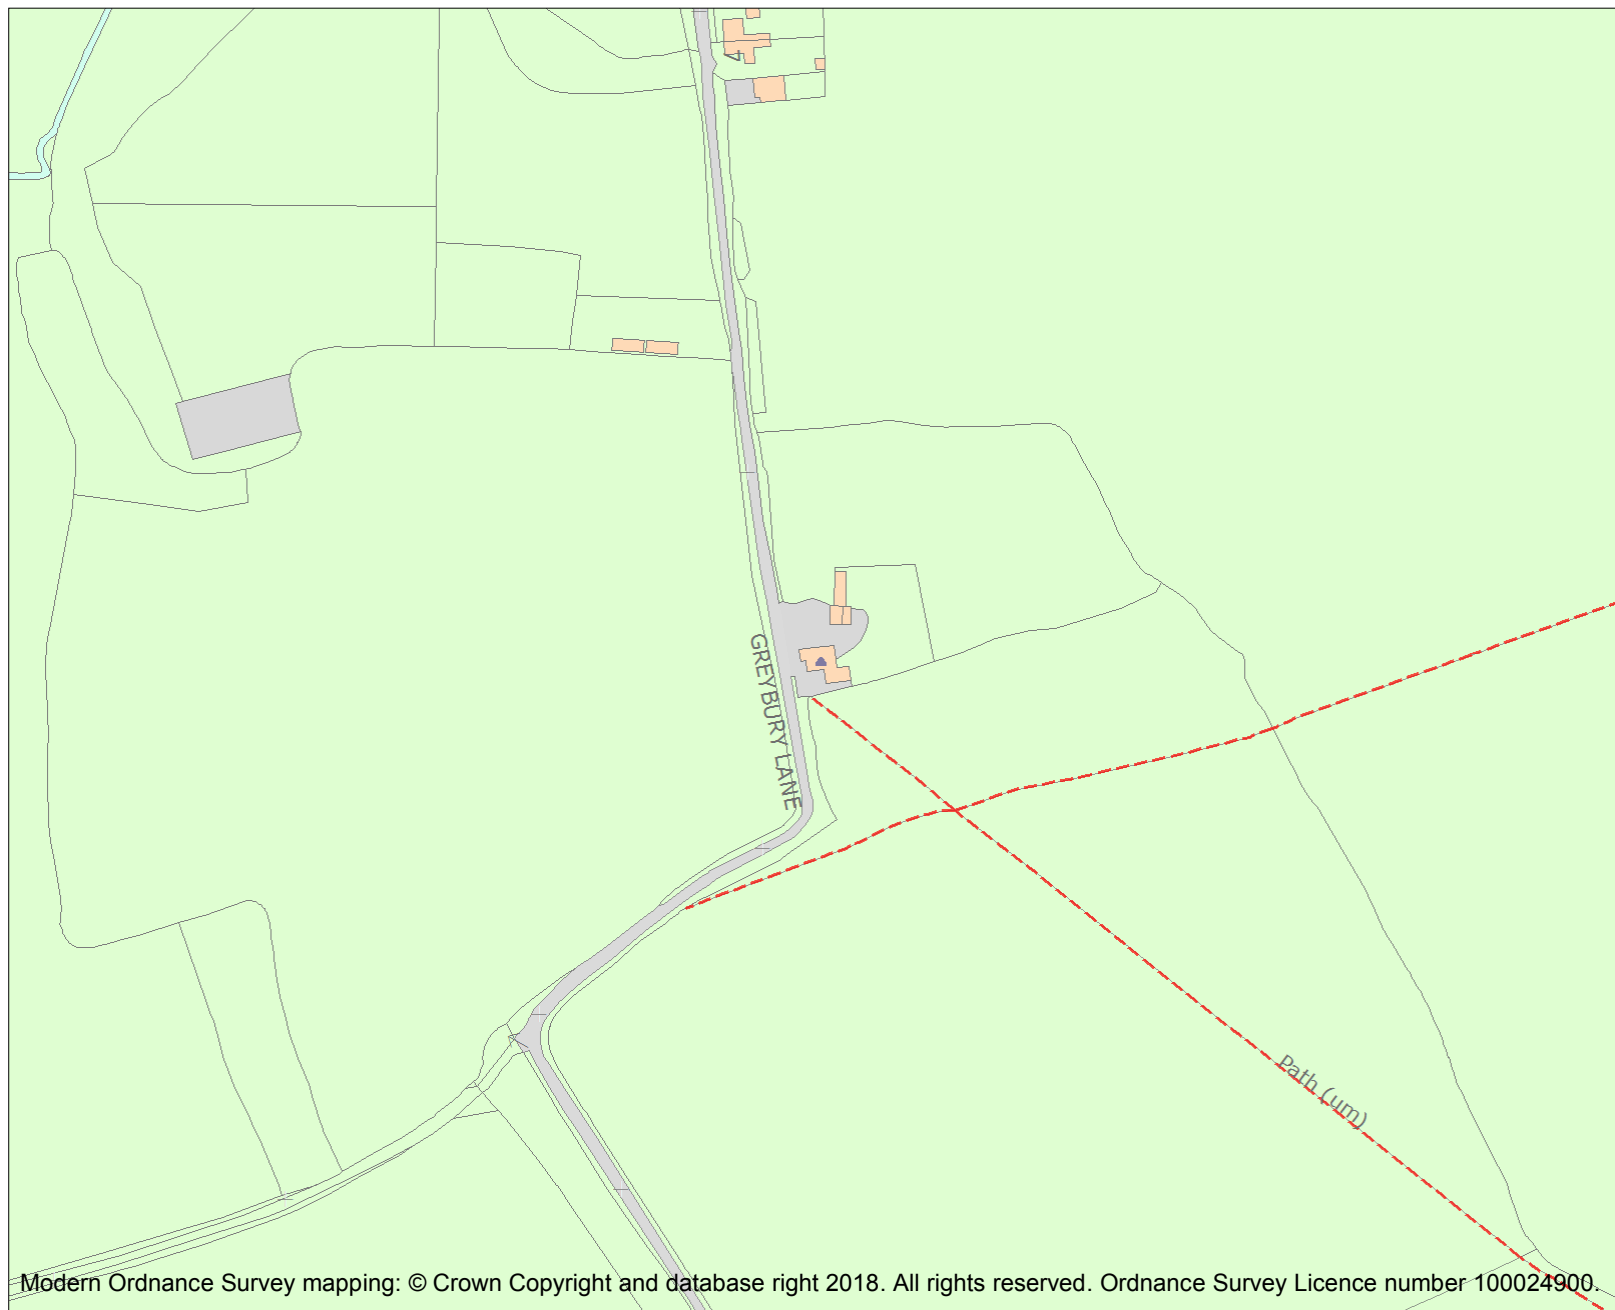 4
GREYBURY LANE
Path (um)
Modern Ordnance Survey mapping: © Crown Copyright and database right 2018. All rights reserved. Ordnance Survey Licence number 100024900.